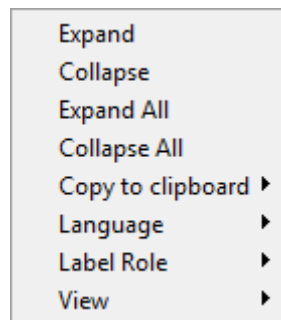 Expand
Collapse
Expand All
Collapse All
Copy to clipboard
Language
Label Role
View